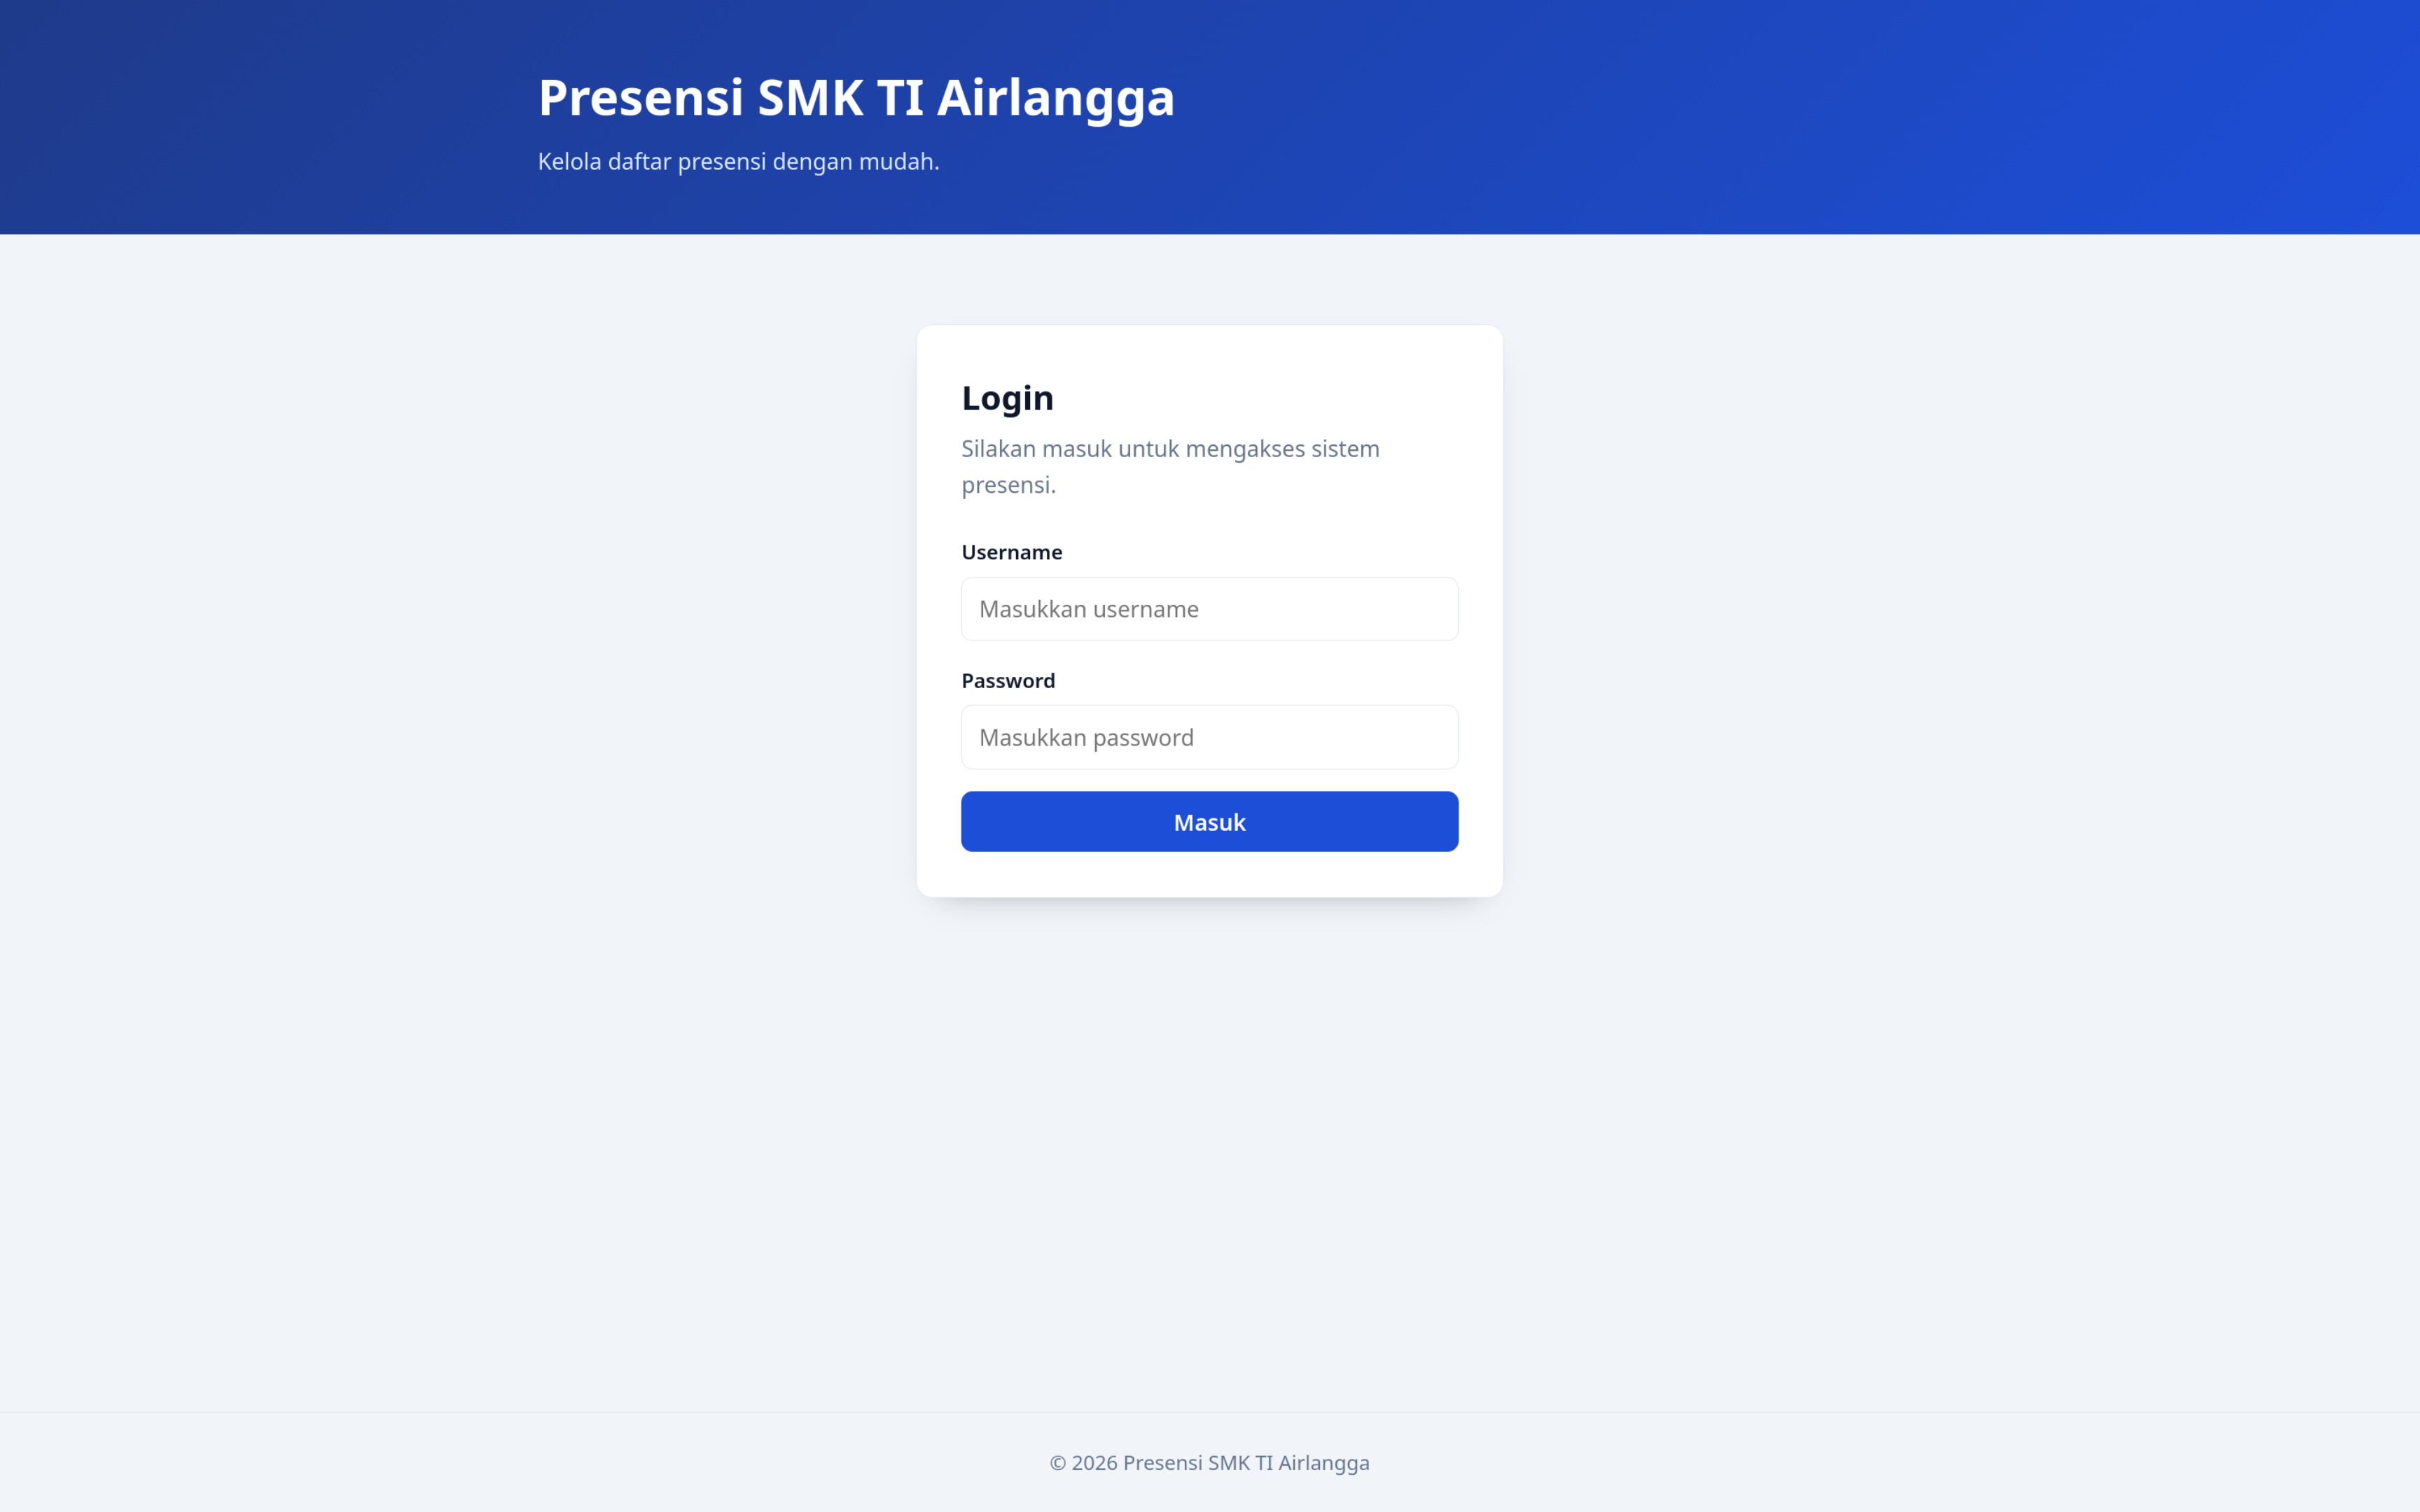 Presensi SMK TI Airlangga
Kelola daftar presensi dengan mudah.
Login
Silakan masuk untuk mengakses sistem
presensi.
Username
Masukkan username
Password
Masukkan password
Masuk
© 2026 Presensi SMK TI Airlangga